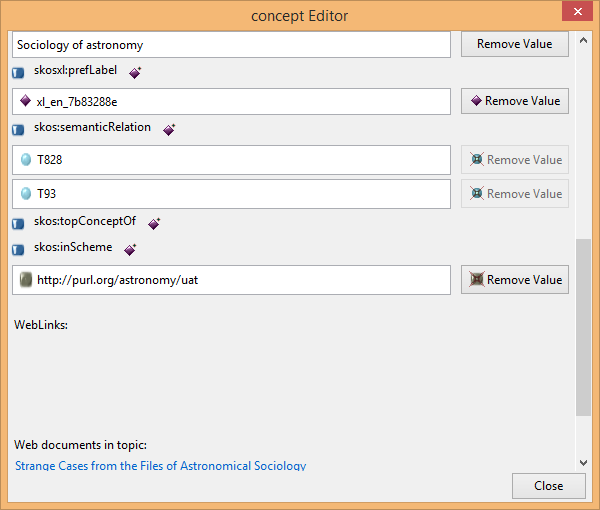 concept Editor
Sociology of astronomy
Remove Value
skosxl:prefLabel
xl_en_7b83288e
Remove Value
skos:semanticRelation
T828
Remove Value
T93
Remove Value
skos:topConceptOf
skos:inScheme
http://purl.org/astronomy/uat
Remove Value
WebLinks:
Web documents in topic:
Strange Cases from the Files of Astronomical Sociology
Close